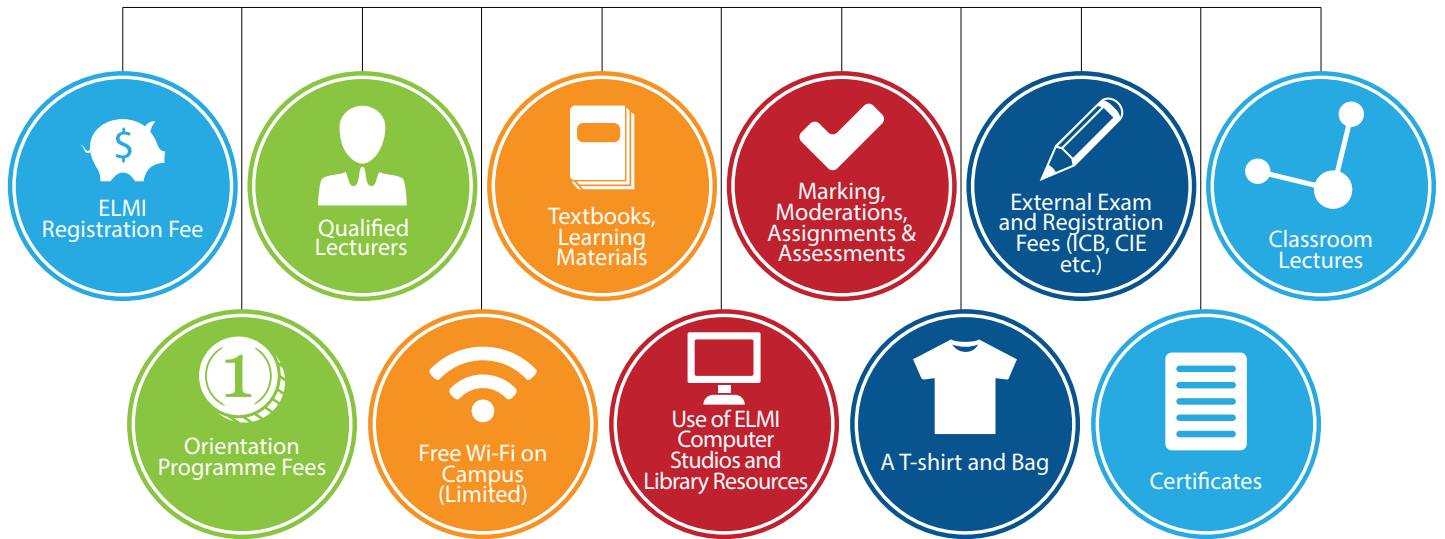 $
ELMI
Registration Fee
Qualified
Lecturers
Textbooks,
Learning
Materials
Marking,
Moderations,
Assignments &
Assessments
External Exam
and Registration
Fees (ICB, CIE
etc.)
Classroom
Lectures
1
Orientation
Programme Fees
Free Wi-Fi on
Campus
(Limited)
Use of ELMI
Computer
Studios and
Library Resources
A T-shirt and Bag
Certificates